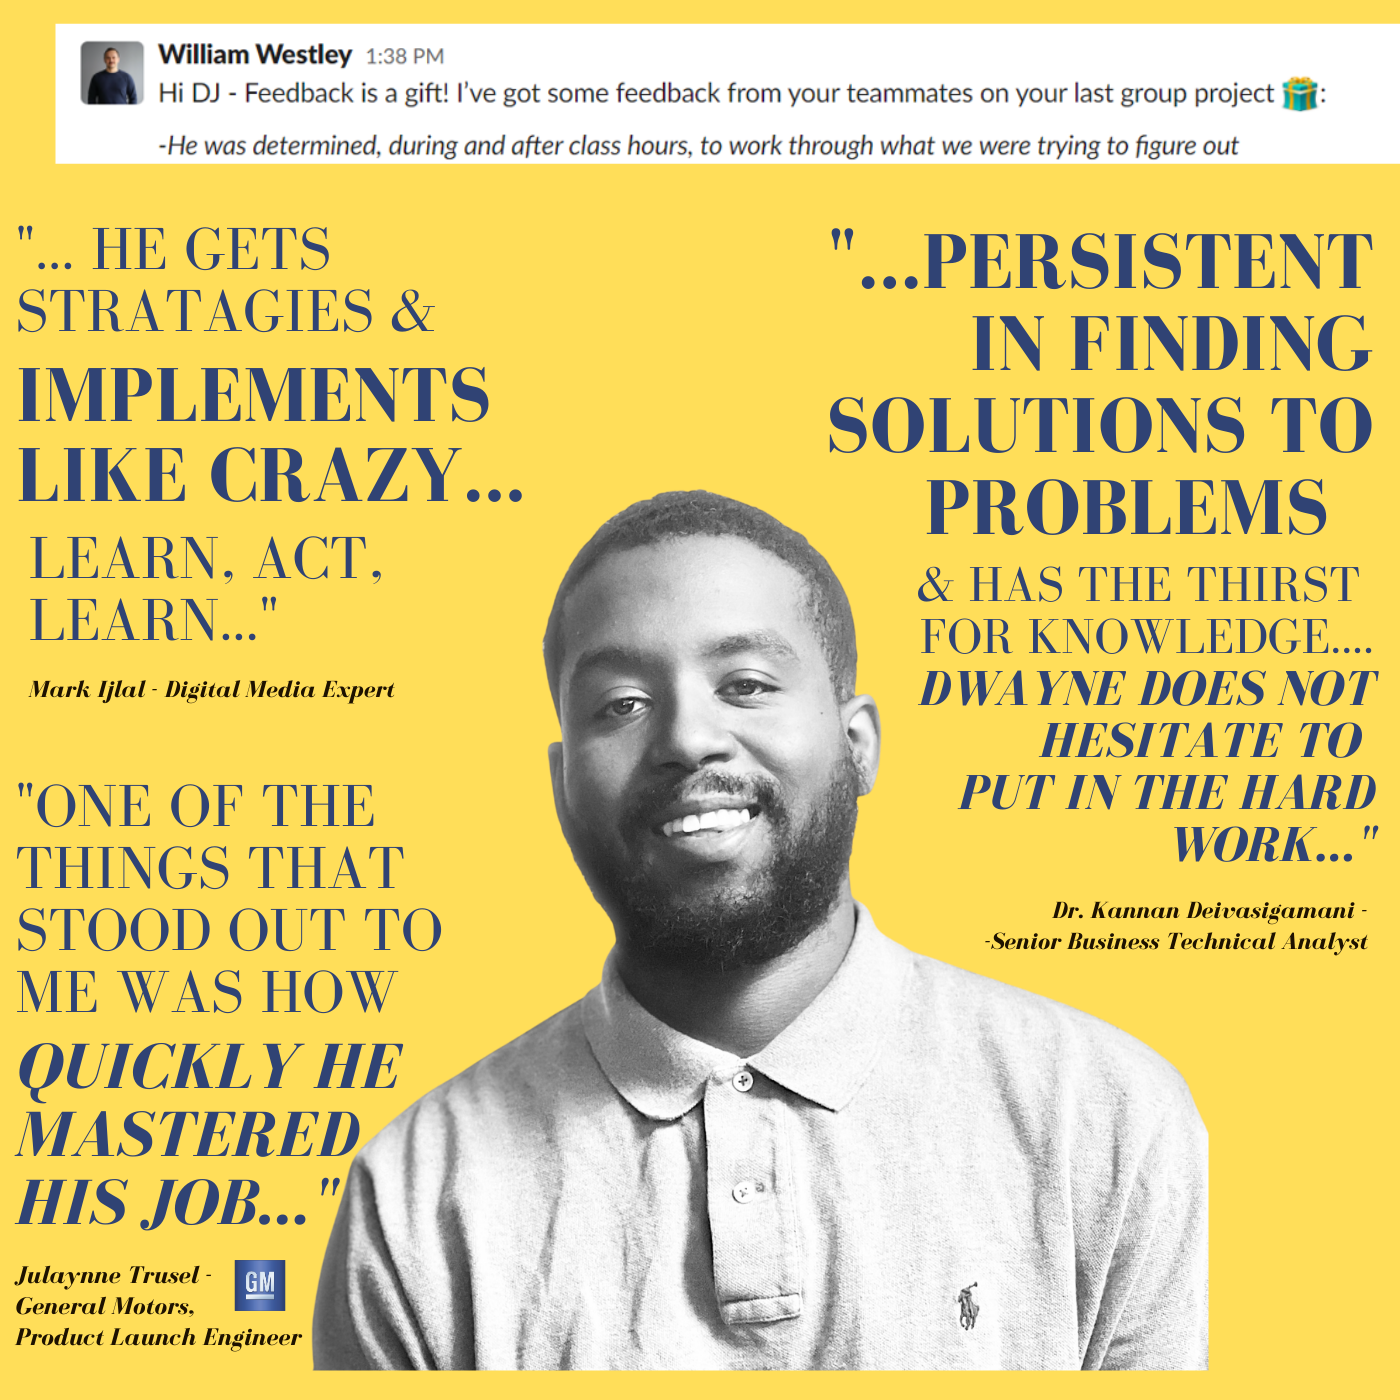 William Westley 1:38 PM
Hi DJ - Feedback is a gift! I've got some feedback from your teammates on your last group project 🎁:
-He was determined, during and after class hours, to work through what we were trying to figure out
"... HE GETS
STRATAGIES &
IMPLEMENTS
LIKE CRAZY...
LEARN, ACT,
LEARN..."
Mark Ijlal - Digital Media Expert
"ONE OF THE
THINGS THAT
STOOD OUT TO
ME WAS HOW
QUICKLY HE
MASTERED
HIS JOB..."
Julaynne Trusel -
General Motors,
Product Launch Engineer
GM
"...PERSISTENT
IN FINDING
SOLUTIONS TO
PROBLEMS
& HAS THE THIRST
FOR KNOWLEDGE....
DWAYNE DOES NOT
HESITATE TO
PUT IN THE HARD
WORK..."
Dr. Kannan Deivasigamani -
-Senior Business Technical Analyst